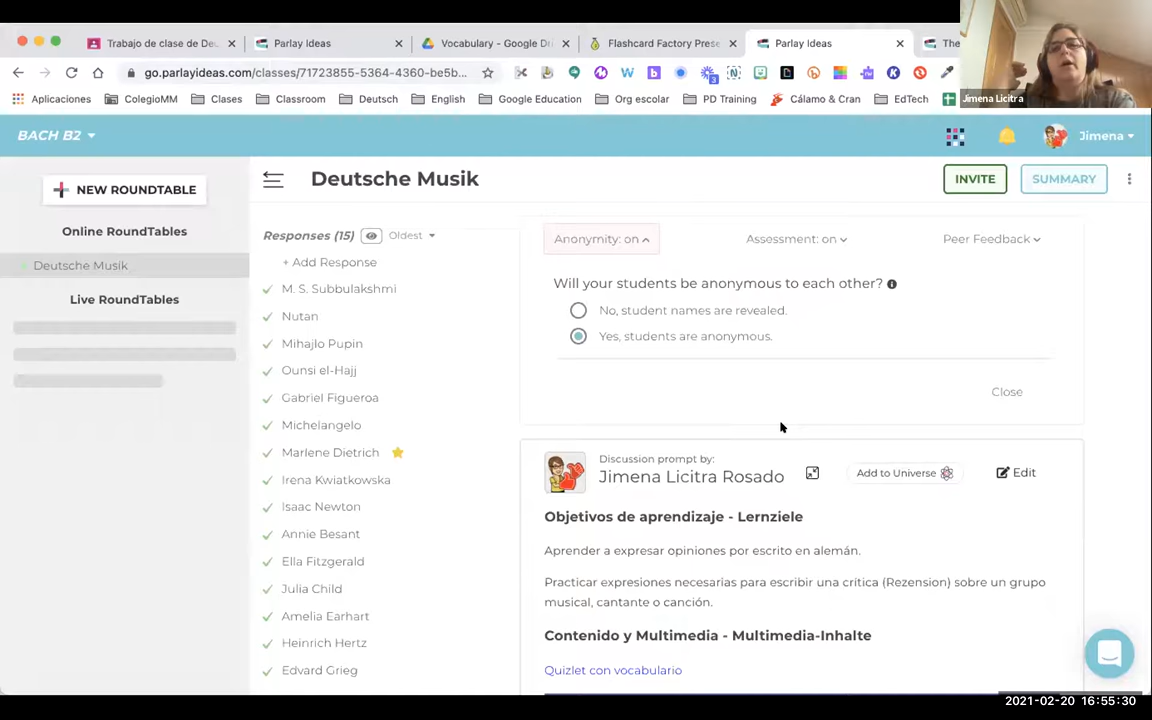 Trabajo de clase de De
Parlay Ideas
Vocabulary - Google Dr
Flashcard Factory Prese
Parlay Ideas
The
go.parlayideas.com/classes/71723855-5364-4360-be5b...
Aplicaciones
ColegioMM
Clases
Classroom
Deutsch
English
Google Education
Org escolar
PD Training
Cálamo & Cran
EdTech
Jimena Licitra
BACH B2
Jimena
NEW ROUNDTABLE
Online RoundTables
Deutsche Musik
Live RoundTables
Deutsche Musik
INVITE
SUMMARY
Responses (15)
Oldest
+ Add Response
M. S. Subbulakshmi
Nutan
Mihajlo Pupin
Ounsi el-Hajj
Gabriel Figueroa
Michelangelo
Marlene Dietrich
Irena Kwiatkowska
Isaac Newton
Annie Besant
Ella Fitzgerald
Julia Child
Amelia Earhart
Heinrich Hertz
Edvard Grieg
Anonymity: on
Assessment: on
Peer Feedback
Will your students be anonymous to each other?
No, student names are revealed.
Yes, students are anonymous.
Close
Discussion prompt by:
Jimena Licitra Rosado
Add to Universe
Edit
Objetivos de aprendizaje - Lernziele
Aprender a expresar opiniones por escrito en alemán.
Practicar expresiones necesarias para escribir una crítica (Rezension) sobre un grupo
musical, cantante o canción.
Contenido y Multimedia - Multimedia-Inhalte
Quizlet con vocabulario
2021-02-20 16:55:30